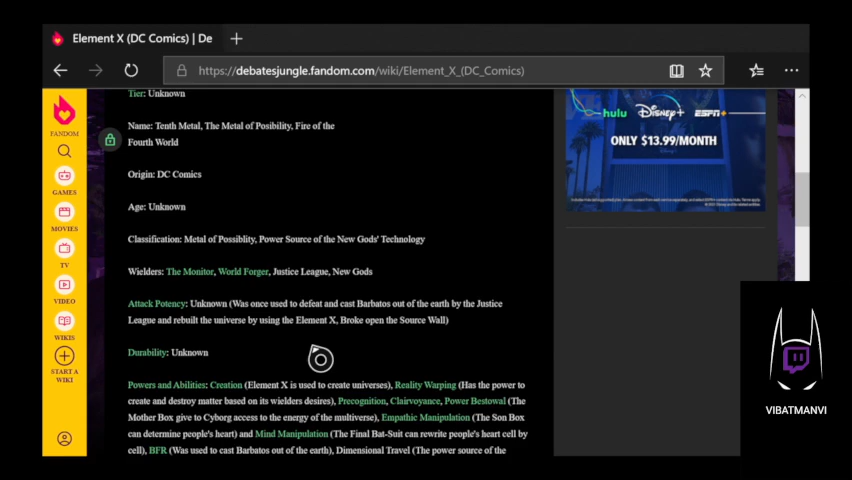 Element X (DC Comics) | De
https://debatesjungle.fandom.com/wiki/Element_X_(DC_Comics)
FANDOM
GAMES
MOVIES
TV
VIDEO
WIKIS
START A
WIKI
Tier: Unknown
Name: Tenth Metal, The Metal of Posibility, Fire of the
Fourth World
Origin: DC Comics
Age: Unknown
Classification: Metal of Possiblity, Power Source of the New Gods' Technology
Wielders: The Monitor, World Forger, Justice League, New Gods
Attack Potency: Unknown (Was once used to defeat and cast Barbatos out of the earth by the Justice
League and rebuilt the universe by using the Element X, Broke open the Source Wall)
Durability: Unknown
Powers and Abilities: Creation (Element X is used to create universes), Reality Warping (Has the power to
create and destroy matter based on its wielders desires), Precognition, Clairvoyance, Power Bestowal (The
Mother Box give to Cyborg access to the energy of the multiverse), Empathic Manipulation (The Son Box
can determine people's heart) and Mind Manipulation (The Final Bat-Suit can rewrite people's heart cell by
cell), BFR (Was used to cast Barbatos out of the earth), Dimensional Travel (The power source of the
hulu Disney+ ESPN+
ONLY $13.99/MONTH
VIBATMANVI